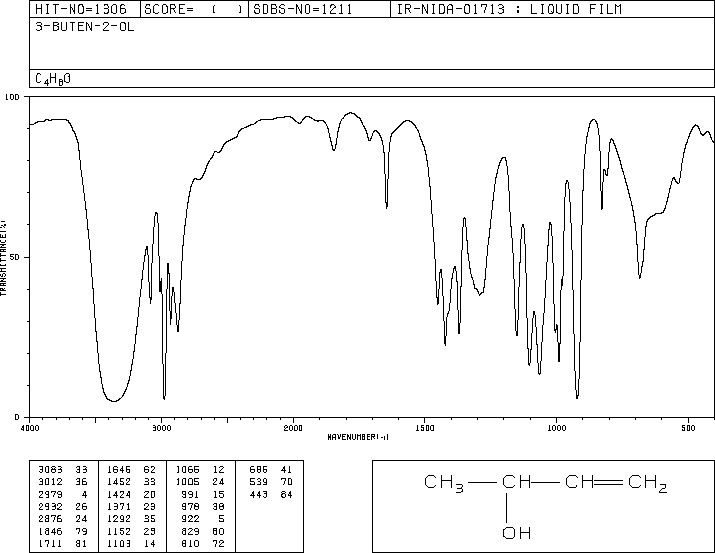 HIT-NO=1306 SCORE= ( ) SDBS-NO=1211 IR-NIDA-01713 : LIQUID FILM
3-BUTEN-2-OL
C4H8O
100
50
0
TRANSMITTANCE(%)
4000 3000 2000 1500 1000 500
WAVENUMBER(-1)
3083 33 1646 62 1066 12 686 41
3012 36 1452 33 1005 24 539 70
2979 4 1424 20 991 15 443 84
2932 26 1371 23 978 38
2876 24 1292 35 922 5
1846 79 1152 23 829 60
1711 81 1103 14 810 72
CH3 CH CH CH2
OH